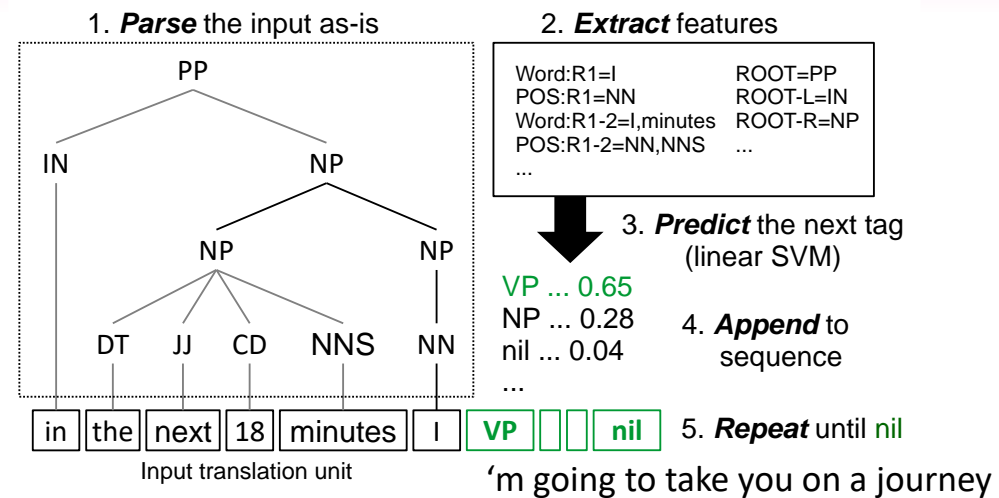 1. Parse the input as-is
PP
IN NP
NP NP
DT JJ CD NNS NN
in the next 18 minutes I VP nil
Input translation unit
2. Extract features
Word:R1=I ROOT=PP
POS:R1=NN ROOT-L=IN
Word:R1-2=I,minutes ROOT-R=NP
POS:R1-2=NN,NNS ...
...
3. Predict the next tag
(linear SVM)
VP ... 0.65
NP ... 0.28
nil ... 0.04
...
4. Append to
sequence
5. Repeat until nil
‘m going to take you on a journey